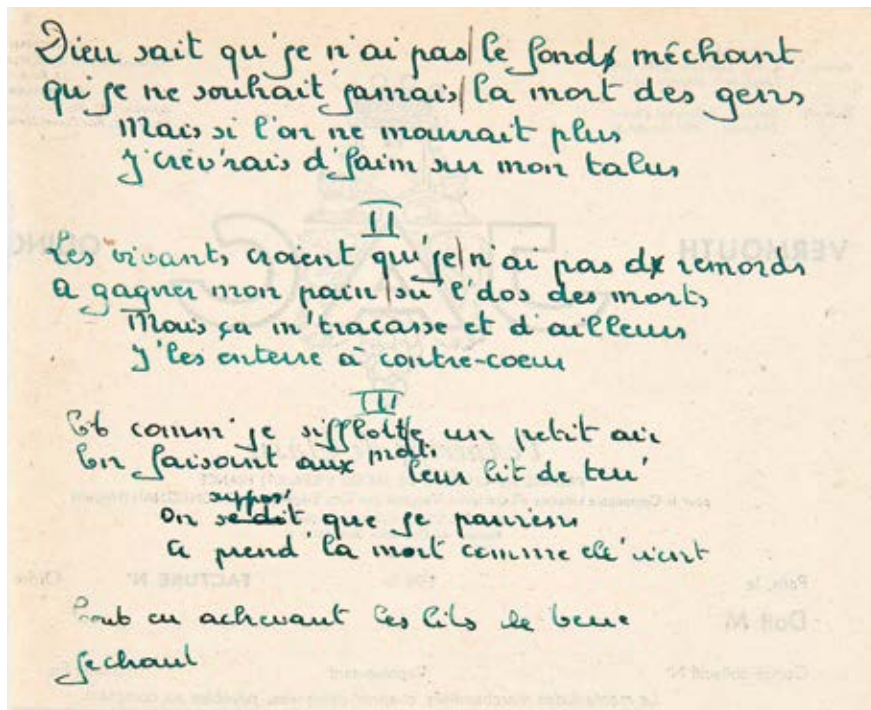 Dieu sait qu'je n'ai pas le fond méchant
qu'je ne souhait' jamais la mort des gens
Mais si l'on ne mourrait plus
J'crèv'rais d'faim sur mon talus
II
Les vivants croient qu'je n'ai pas d' remords
A gagner mon pain su l'dos des morts
Mais ça m'tracasse et d'ailleurs
J'les enterre à contre-coeur
III
Et comm' je sifflotte un petit air
En faisant aux morts leur lit de terr'
suppos'
On se dit que je parviens
A prend' la mort comme ell' vient
en achevant les lits de terre
Je chant